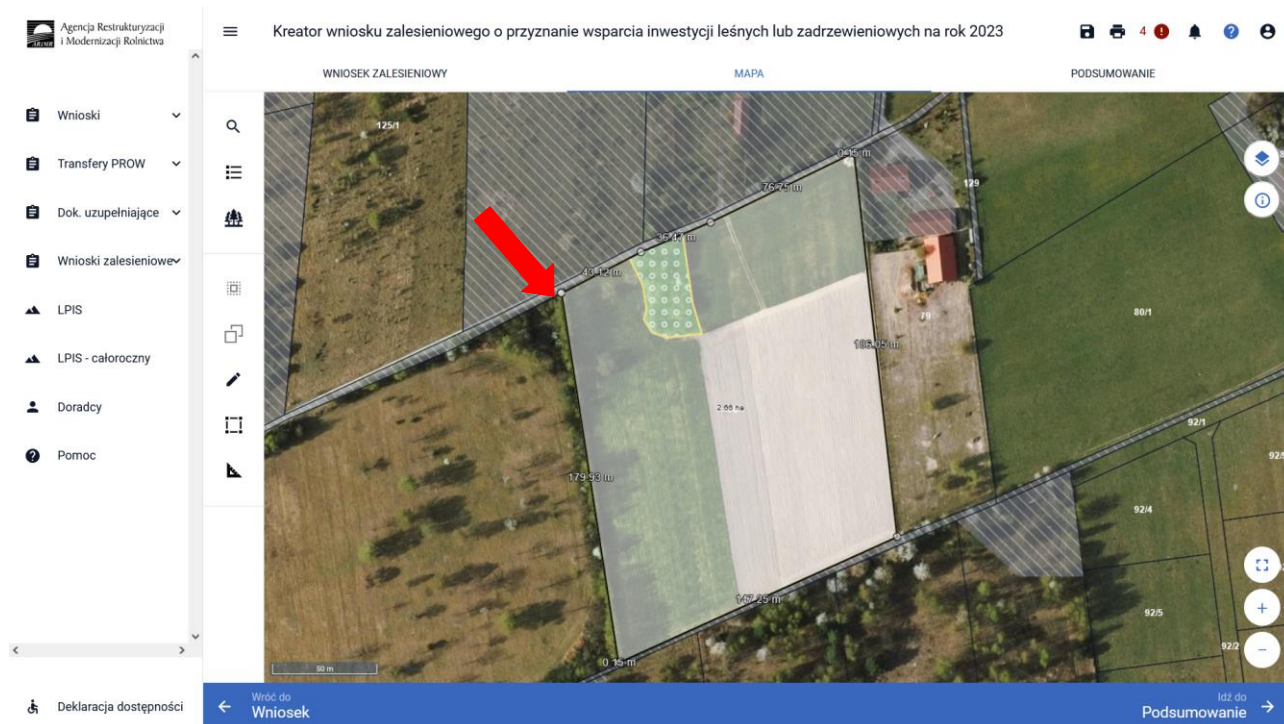 Agencja Restrukturyzacji
i Modernizacji Rolnictwa
ARiMR
Kreator wniosku zalesieniowego o przyznanie wsparcia inwestycji leśnych lub zadrzewieniowych na rok 2023
4
WNIOSEK ZALESIENIOWY
MAPA
PODSUMOWANIE
Wnioski
Transfery PROW
Dok. uzupełniające
Wnioski zalesieniowe
LPIS
LPIS - całoroczny
Doradcy
Pomoc
Deklaracja dostępności
125/1
0.15 m
76.75 m
129
36.47 m
43.12 m
79
80/1
186.05 m
2.66 ha
92/1
179.93 m
92/4
147.25 m
92/5
92/2
0.15 m
50 m
Wróć do
Wniosek
Idź do
Podsumowanie